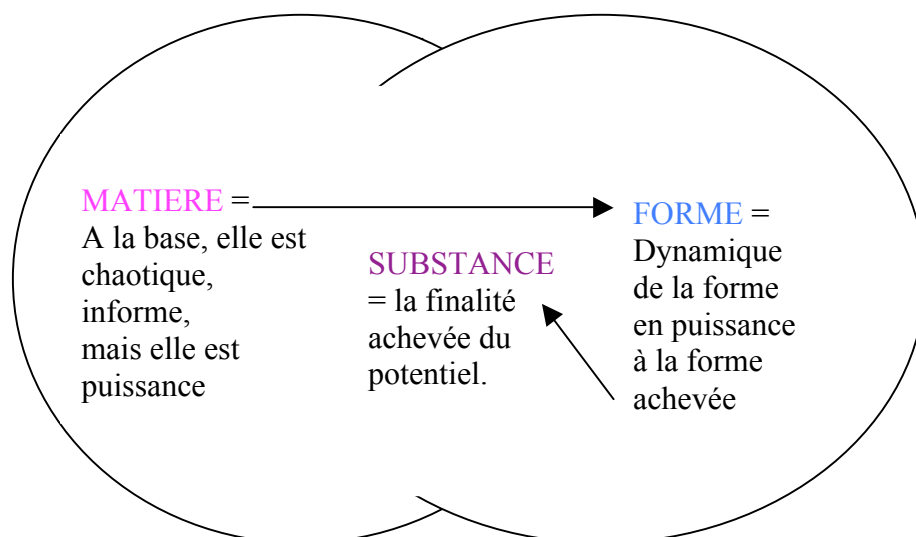 MATIERE =
A la base, elle est
chaotique,
informe,
mais elle est
puissance
SUBSTANCE
= la finalité
achevée du
potentiel.
FORME =
Dynamique
de la forme
en puissance
à la forme
achevée